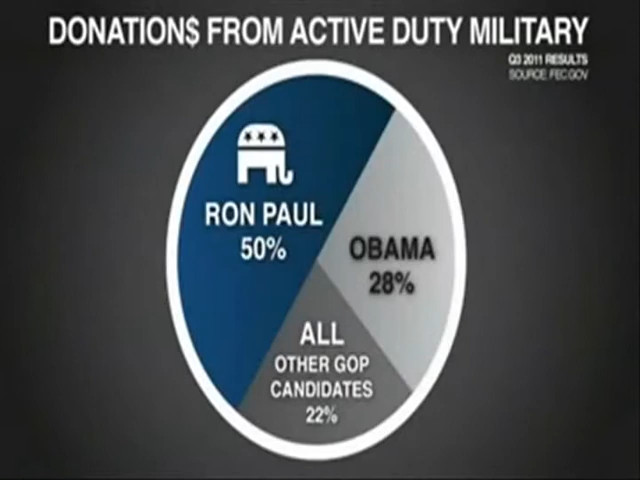 DONATION$ FROM ACTIVE DUTY MILITARY
Q3 2011 RESULTS
SOURCE: FEC.GOV
RON PAUL
50%
OBAMA
28%
ALL
OTHER GOP
CANDIDATES
22%